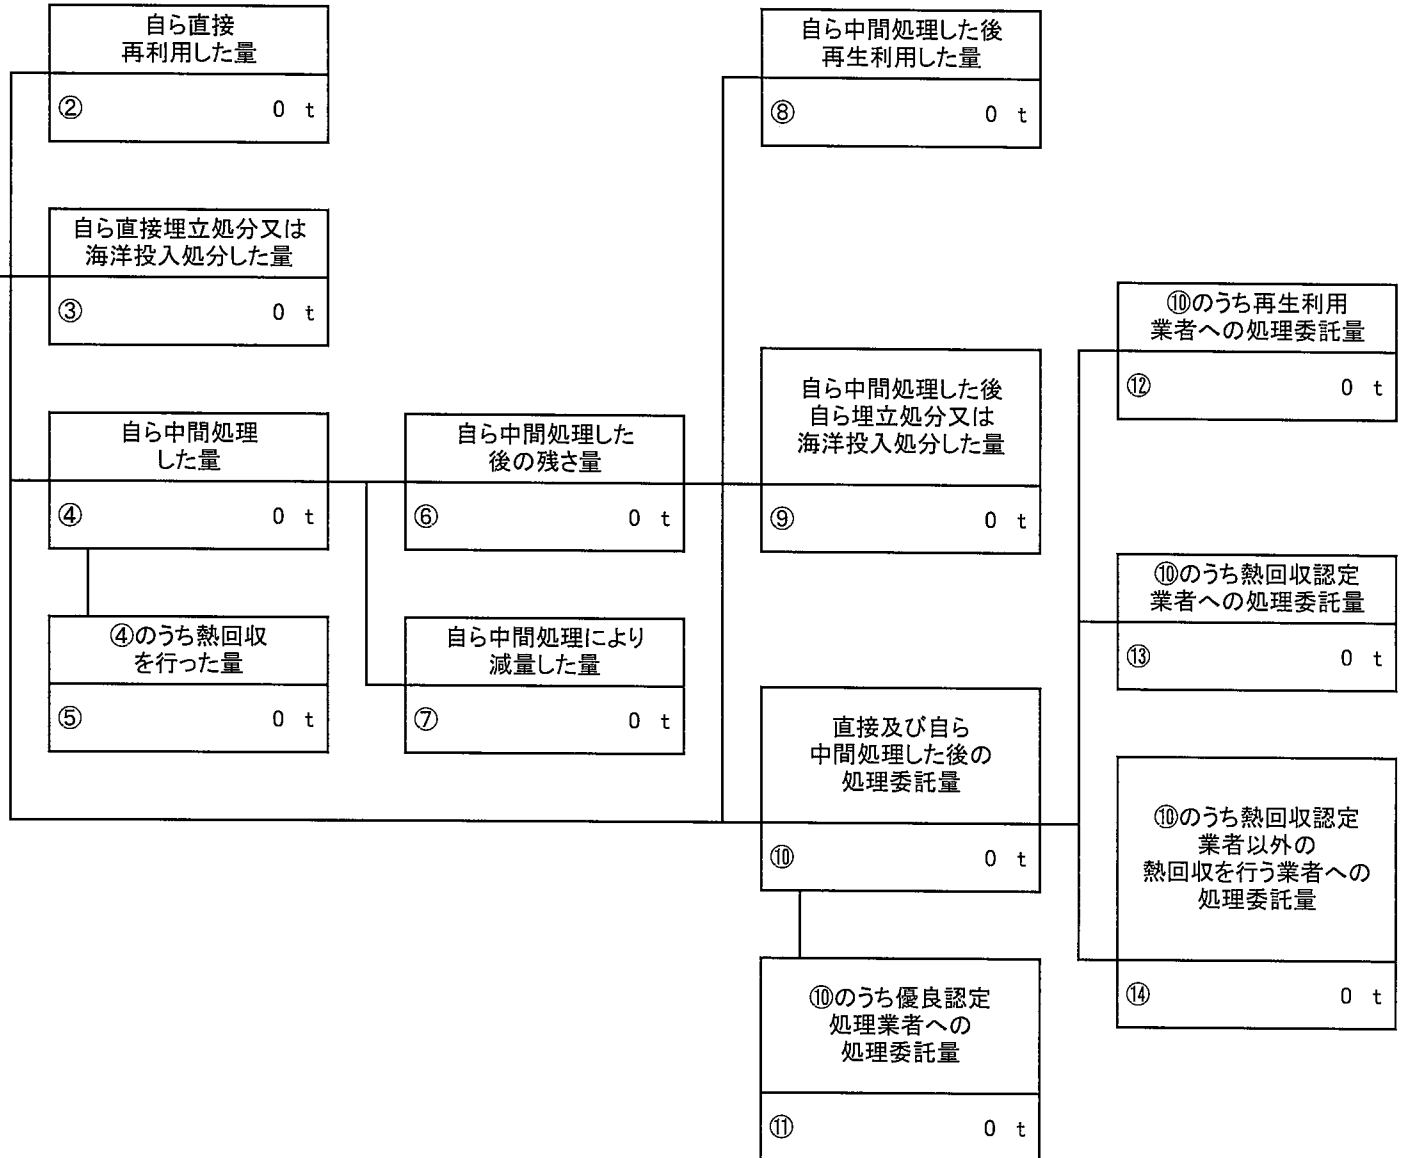 自ら直接
再利用した量
② 0 t
自ら直接埋立処分又は
海洋投入処分した量
③ 0 t
自ら中間処理
した量
④ 0 t
④のうち熱回収
を行った量
⑤ 0 t
自ら中間処理した
後の残さ量
⑥ 0 t
自ら中間処理により
減量した量
⑦ 0 t
自ら中間処理した後
再生利用した量
⑧ 0 t
自ら中間処理した後
自ら埋立処分又は
海洋投入処分した量
⑨ 0 t
直接及び自ら
中間処理した後の
処理委託量
⑩ 0 t
⑩のうち優良認定
処理業者への
処理委託量
⑪ 0 t
⑩のうち再生利用
業者への処理委託量
⑫ 0 t
⑩のうち熱回収認定
業者への処理委託量
⑬ 0 t
⑩のうち熱回収認定
業者以外の
熱回収を行う業者への
処理委託量
⑭ 0 t